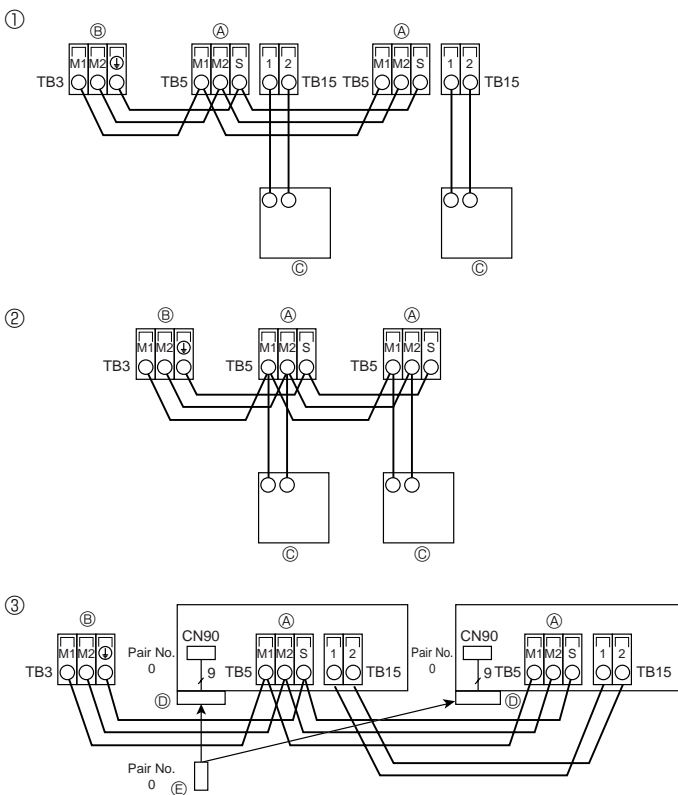 ①
Ⓑ Ⓐ Ⓐ
M1 M2 ⏚ M1 M2 S 1 2 M1 M2 S 1 2
TB3 TB5 TB15 TB5 TB15
Ⓒ Ⓒ
②
Ⓑ Ⓐ Ⓐ
M1 M2 ⏚ M1 M2 S M1 M2 S
TB3 TB5 TB5
Ⓒ Ⓒ
③
Ⓑ Ⓐ Ⓐ
CN90 CN90
M1 M2 ⏚ Pair No. M1 M2 S 1 2 Pair No. M1 M2 S 1 2
TB3 0 9 TB5 TB15 0 9 TB5 TB15
Ⓓ Ⓓ
Pair No.
0 Ⓔ